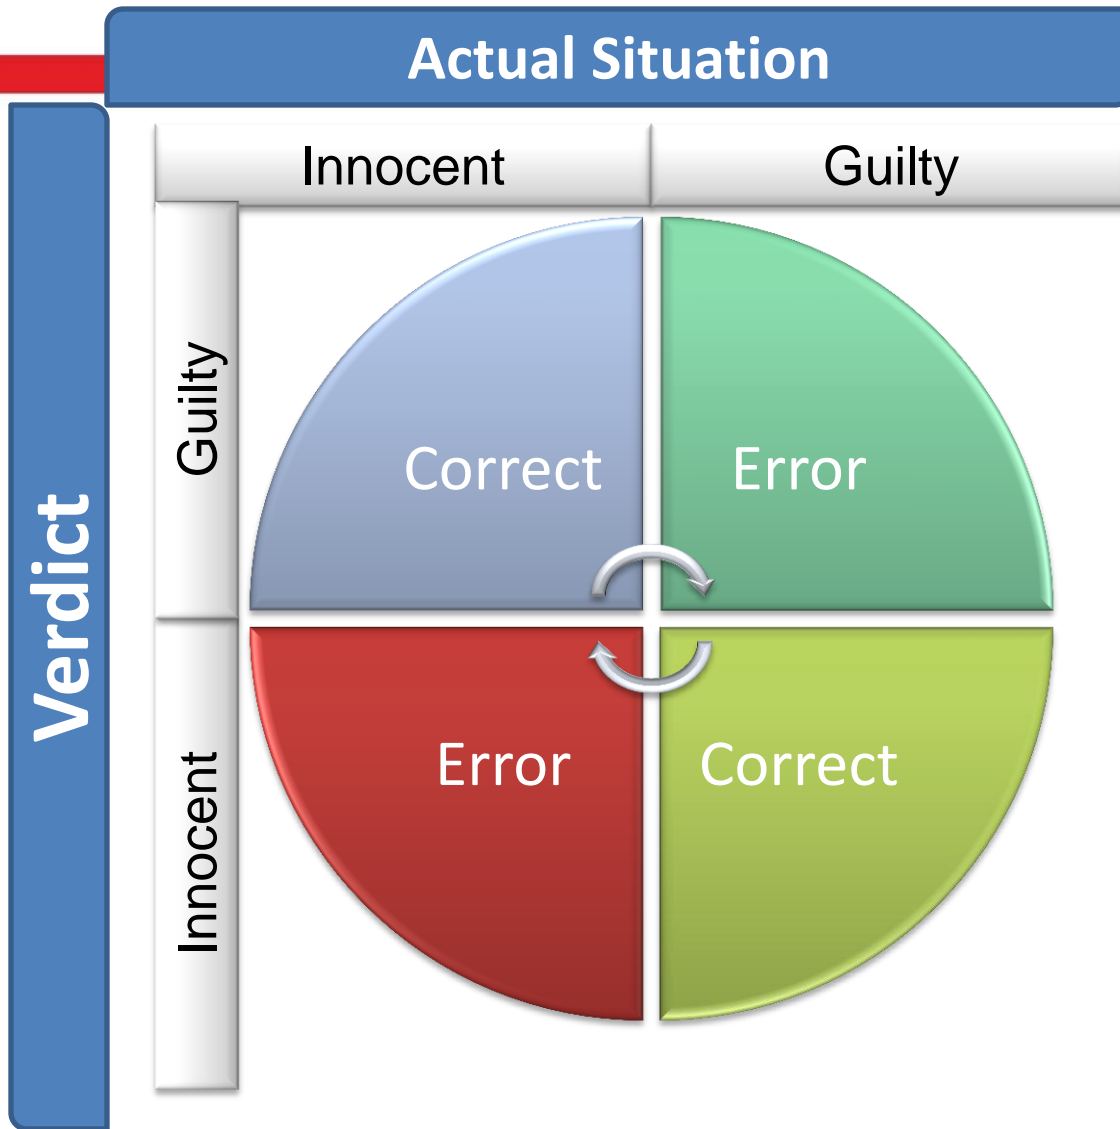 Actual Situation
Innocent
Guilty
Verdict
Guilty
Correct
Error
Innocent
Error
Correct